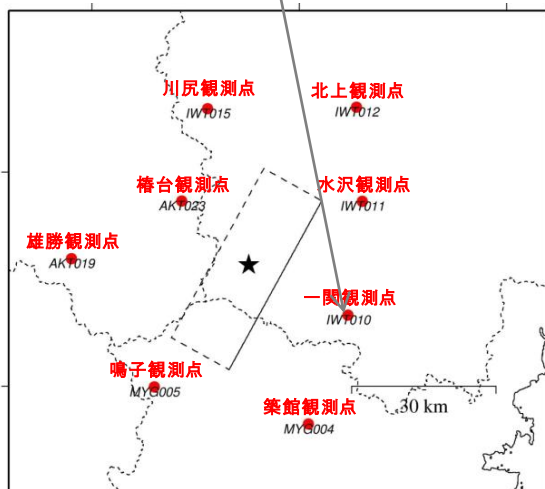 川尻観測点
IWT015
北上観測点
IWT012
椿台観測点
AKT023
水沢観測点
IWT011
雄勝観測点
AKT019
一関観測点
IWT010
鳴子観測点
MYG005
30 km
築館観測点
MYG004